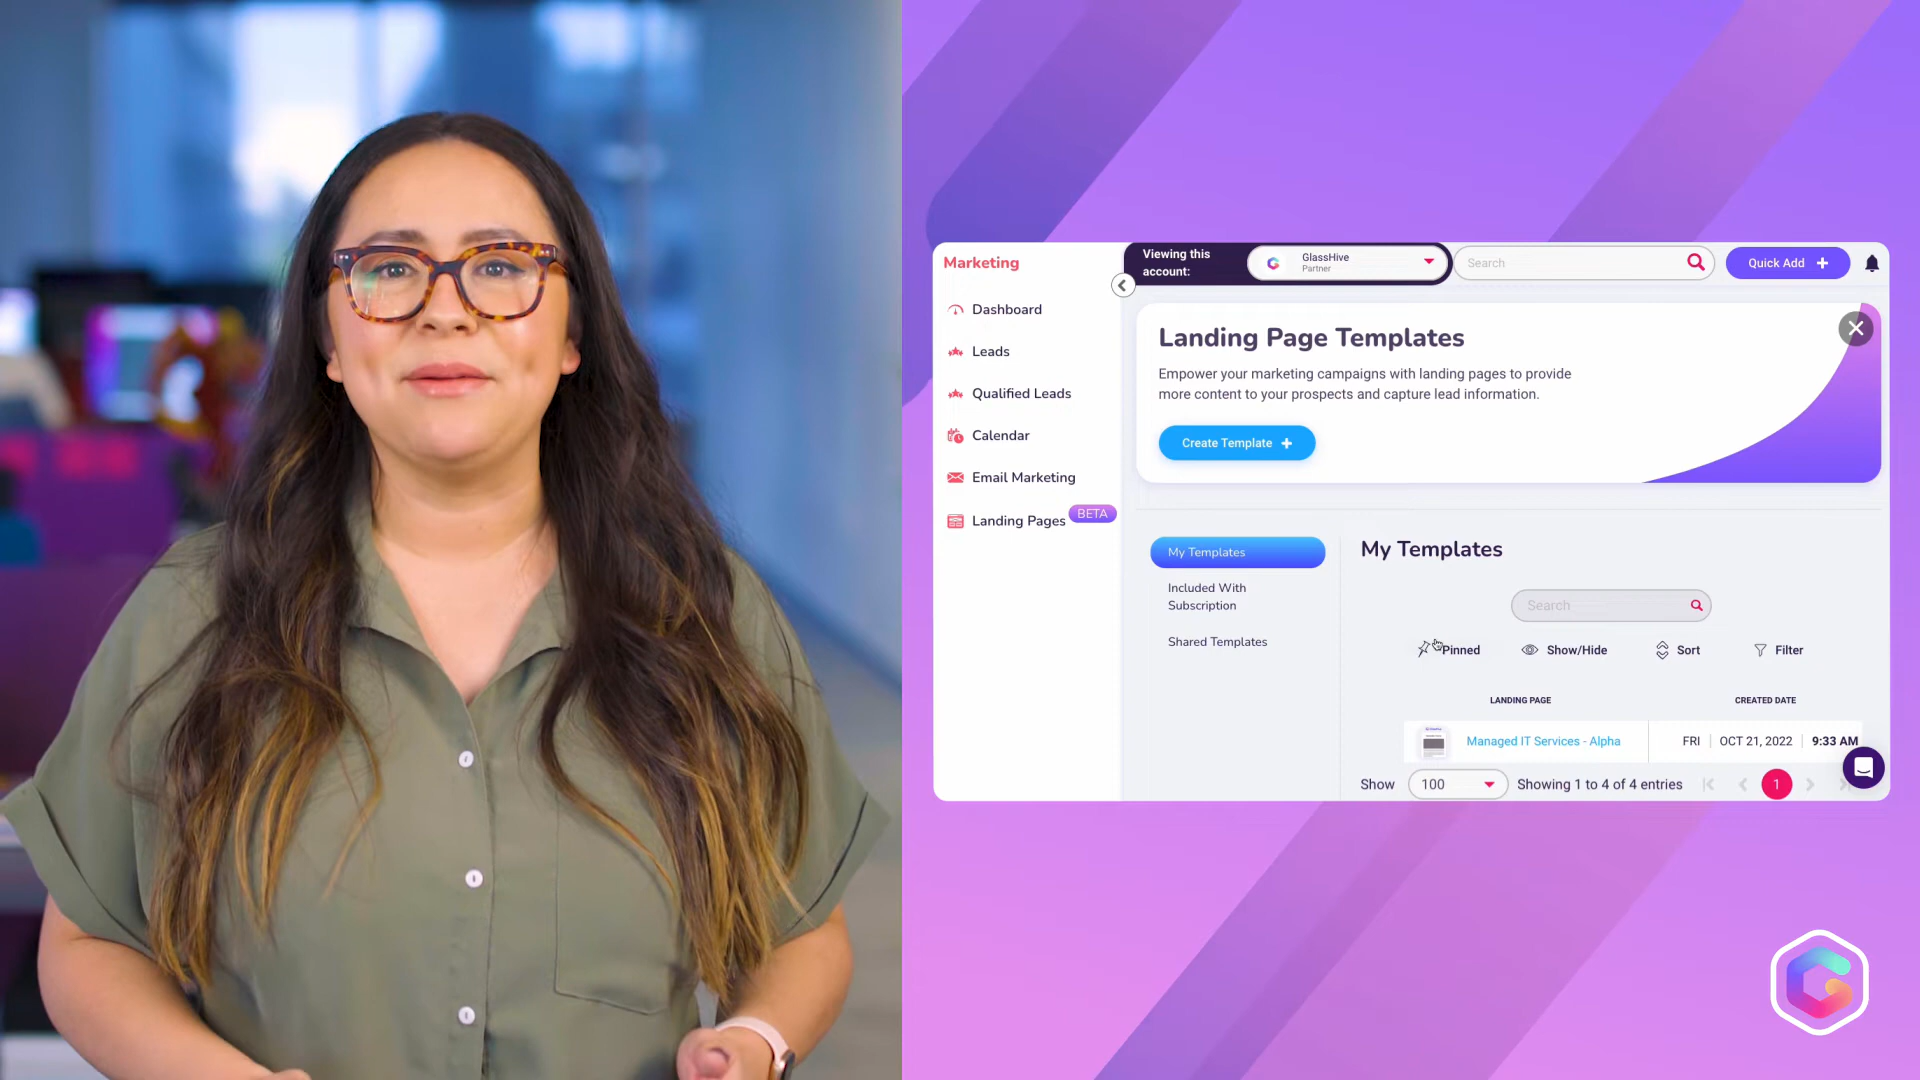 Marketing
Dashboard
Leads
Qualified Leads
Calendar
Email Marketing
Landing Pages BETA
Viewing this
account:
GlassHive
Partner
Search
Quick Add
Landing Page Templates
Empower your marketing campaigns with landing pages to provide
more content to your prospects and capture lead information.
Create Template
My Templates
Included With
Subscription
Shared Templates
My Templates
Search
Pinned
Show/Hide
Sort
Filter
LANDING PAGE
CREATED DATE
Managed IT Services - Alpha
FRI OCT 21, 2022 9:33 AM
Show 100 Showing 1 to 4 of 4 entries 1